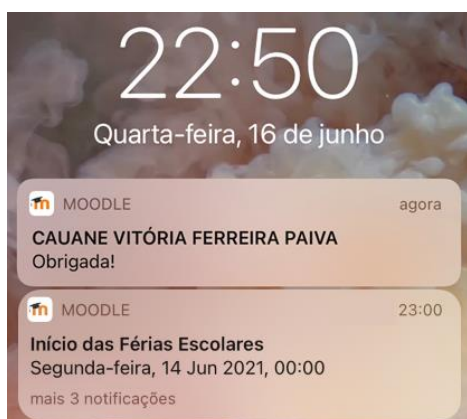 22:50
Quarta-feira, 16 de junho
MOODLE agora
CAUANE VITÓRIA FERREIRA PAIVA
Obrigada!
MOODLE 23:00
Início das Férias Escolares
Segunda-feira, 14 Jun 2021, 00:00
mais 3 notificações